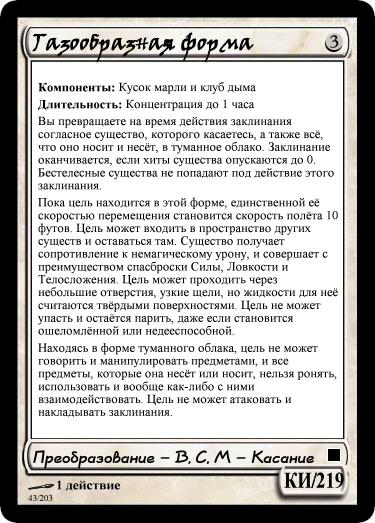 Газообразная форма 3
Компоненты: Кусок марли и клуб дыма
Длительность: Концентрация до 1 часа
Вы превращаете на время действия заклинания
согласное существо, которого касаетесь, а также всё,
что оно носит и несёт, в туманное облако. Заклинание
оканчивается, если хиты существа опускаются до 0.
Бестелесные существа не попадают под действие этого
заклинания.
Пока цель находится в этой форме, единственной её
скоростью перемещения становится скорость полёта 10
футов. Цель может входить в пространство других
существ и оставаться там. Существо получает
сопротивление к немагическому урону, и совершает с
преимуществом спасброски Силы, Ловкости и
Телосложения. Цель может проходить через
небольшие отверстия, узкие щели, но жидкости для неё
считаются твёрдыми поверхностями. Цель не может
упасть и остаётся парить, даже если становится
ошеломлённой или недееспособной.
Находясь в форме туманного облака, цель не может
говорить и манипулировать предметами, и все
предметы, которые она несёт или носит, нельзя ронять,
использовать и вообще как-либо с ними
взаимодействовать. Цель не может атаковать и
накладывать заклинания.
Преобразование – В, С, М – Касание
1 действие
КИ/219
43/203